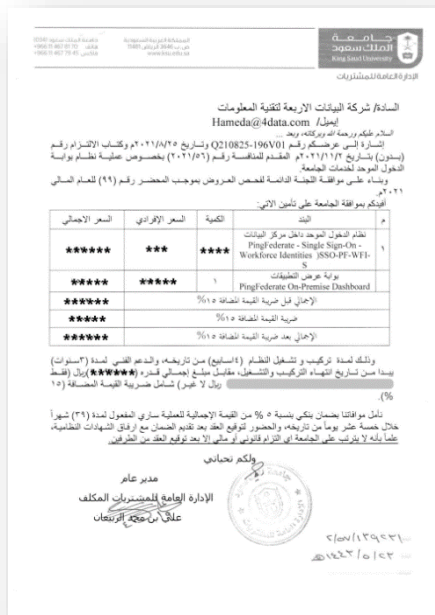 جامعة
الملك سعود
King Saud University
المملكة العربية السعودية
www.ksu.edu.sa
الإدارة العامة للمشتريات
السادة/ شركة البيانات الاربعة لتقنية المعلومات
إيميل/ Hameda@4data.com
السلام عليكم ورحمة الله وبركاته، وبعد ...
إشارة إلى عرضكم رقم Q210825-196V01 وتاريخ ٢٠٢١/٨/٢٥م وكتاب الالتزام رقم
(بدون) بتاريخ ٢٠٢١/١١/٢م المقدم للمنافسة رقم (٢٠٢١/٥٦) بخصوص عملية نظام بوابة
الدخول الموحد لخدمات الجامعة.
وبناء على موافقة اللجنة الدائمة لفحص العروض بموجب المحضر رقم (٩٩) للعام المالي
٢٠٢١م.
أفيدكم بموافقة الجامعة على تأمين الاتي:
م البند الكمية السعر الإفرادي السعر الاجمالي
١ نظام الدخول الموحد داخل مركز البيانات
PingFederate - Single Sign-On -
Workforce Identities )SSO-PF-WFI-
S
**** *** ******
بوابة عرض التطبيقات
PingFederate On-Premise Dashboard
١ ***** *****
الإجمالي قبل ضريبة القيمة المضافة ١٥% ******
ضريبة القيمة المضافة ١٥% *****
الإجمالي بعد ضريبة القيمة المضافة ١٥% ******
وذلك لمدة تركيب و تشغيل النظام (٤اسابيع) من تاريخه، والدعم الفني لمدة (٣سنوات)
يبدا من تاريخ انتهاء التركيب والتشغيل، مقابل مبلغ إجمالي قدره (******) ريال (فقط
ريال لا غير) شامل ضريبة القيمة المضافة (١٥
%).
نأمل موافاتنا بضمان بنكي بنسبة ٥ % من القيمة الإجمالية للعملية ساري المفعول لمدة (٣٩) شهراً
خلال خمسة عشر يوماً من تاريخه، والحضور لتوقيع العقد بعد تقديم الضمان مع ارفاق الشهادات النظامية،
علماً بأنه لا يترتب على الجامعة اي التزام قانوني أو مالي إلا بعد توقيع العقد من الطرفين.
ولكم تحياتي
مدير عام
الإدارة العامة للمشتريات المكلف
علي بن محمد الربيعان